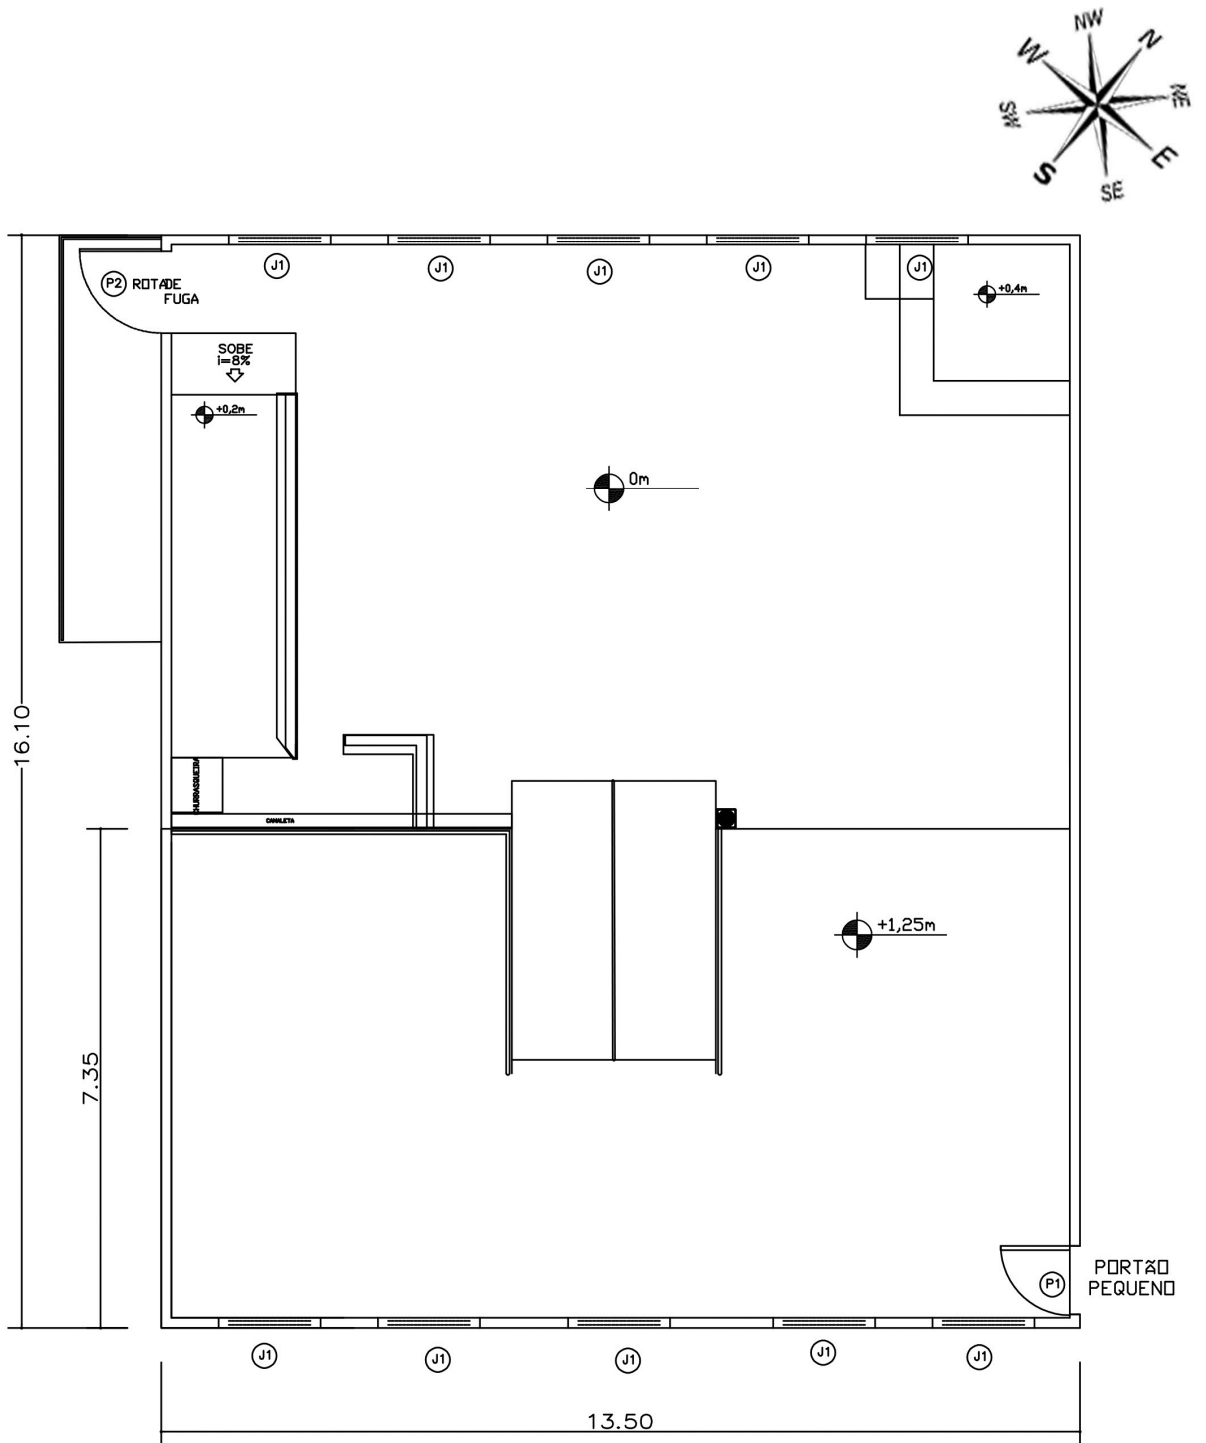 NW
W
N
SW
NE
S
E
SE
J1
J1
J1
J1
J1
P2 ROTA DE
FUGA
+0,4m
SOBE
i=8%
+0,2m
0m
16.10
CHURRASQUEIRA
CANALETA
+1,25m
7.35
PORTÃO
PEQUENO
P1
J1
J1
J1
J1
J1
13.50